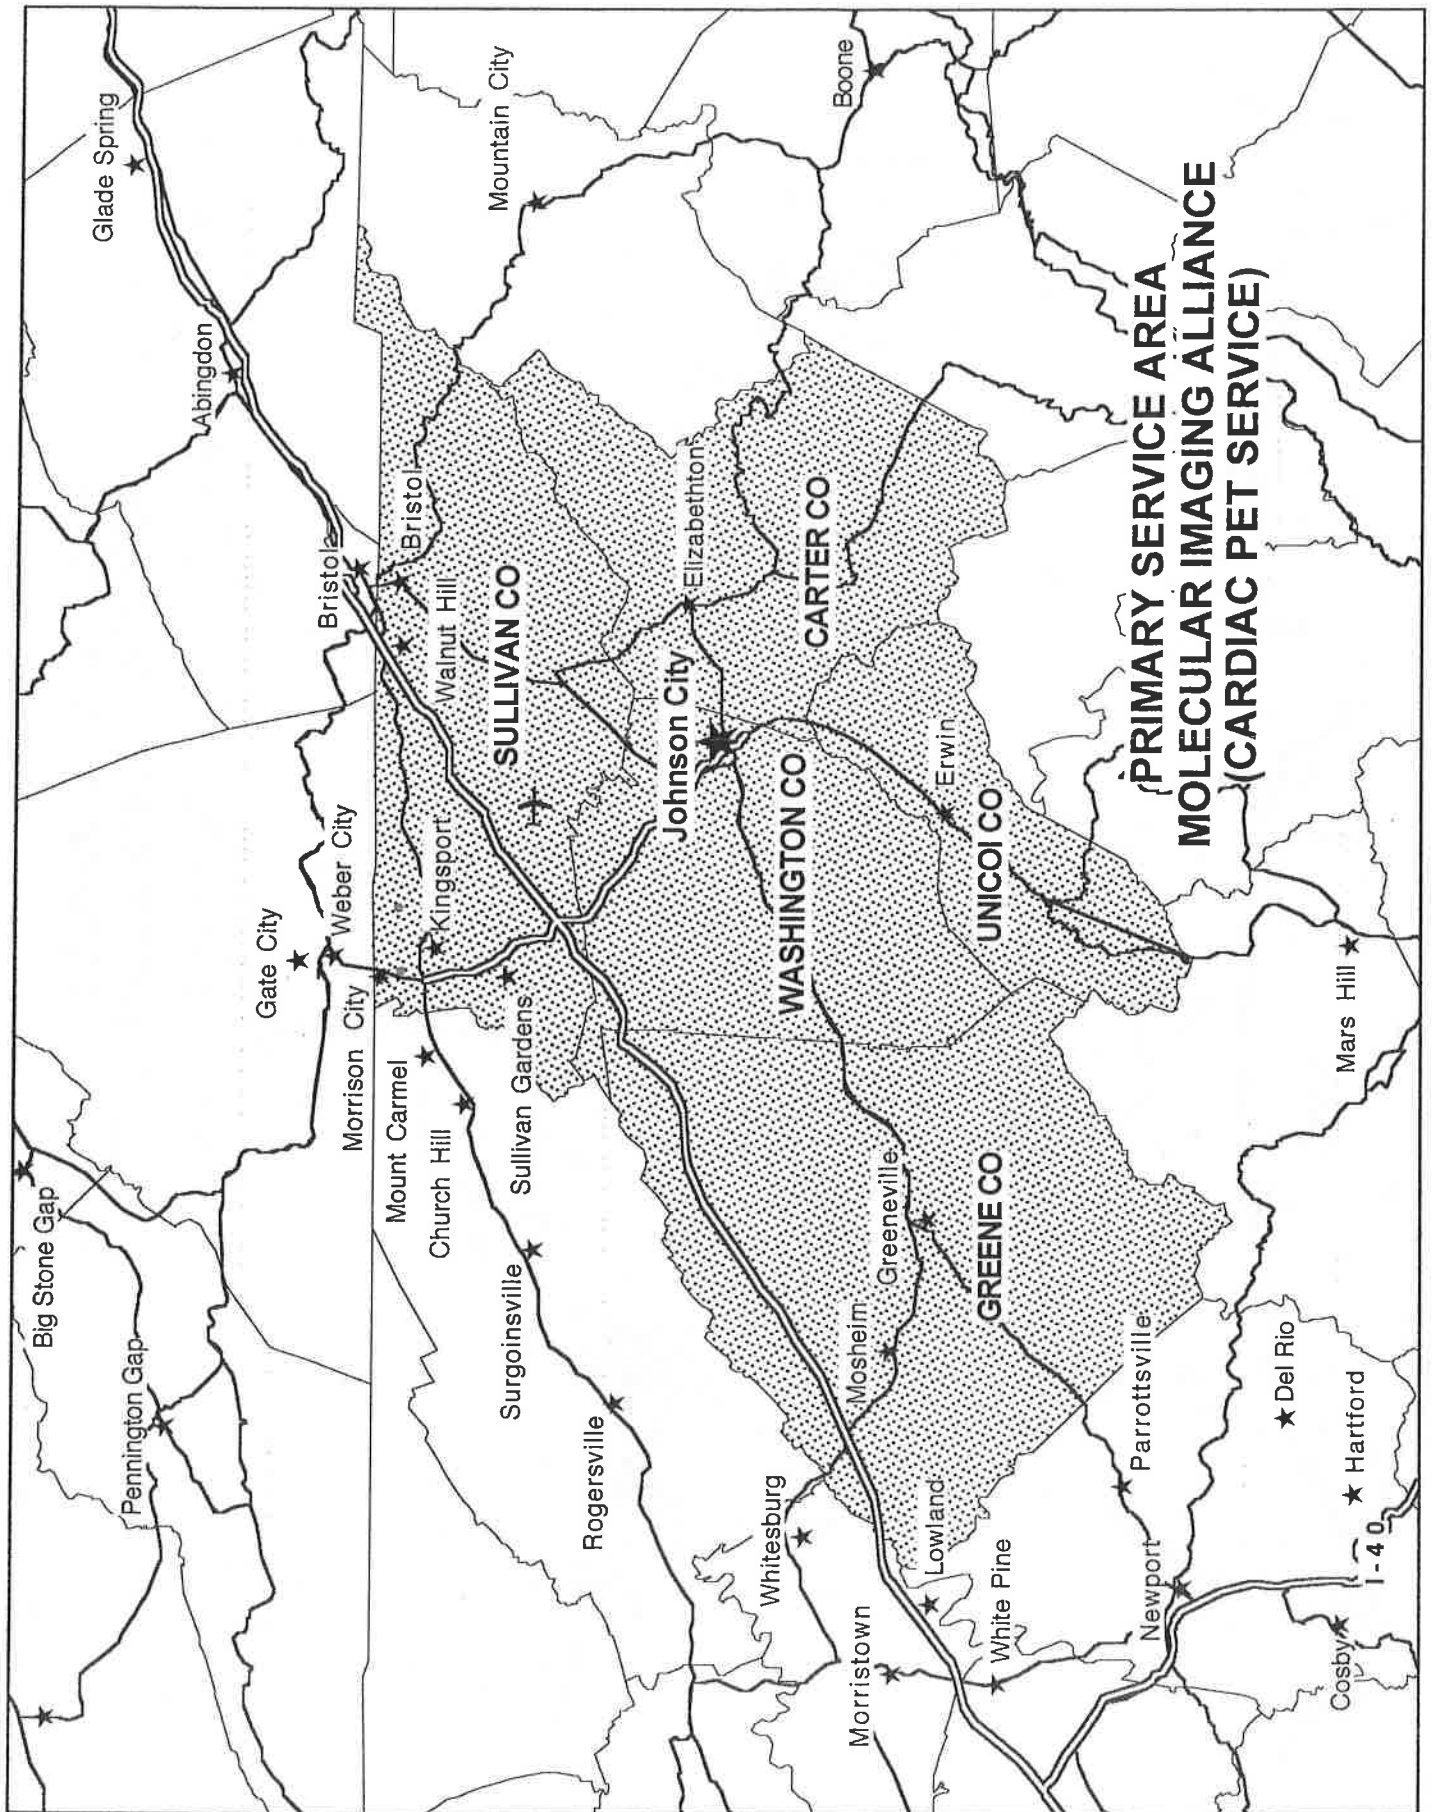 Big Stone Gap
Pennington Gap
Gate City
Weber City
Morrison City
Mount Carmel
Church Hill
Surgoinsville
Rogersville
Sullivan Gardens
Kingsport
Bristol
Bristol
Walnut Hill
Abingdon
Glade Spring
Mountain City
Boone
SULLIVAN CO
Elizabethton
Johnson City
CARTER CO
WASHINGTON CO
Erwin
UNICOI CO
Whitesburg
Mosheim
Greeneville
GREENE CO
Morristown
Lowland
White Pine
Parrottsville
Newport
Del Rio
Hartford
Cosby
I-40
Mars Hill
PRIMARY SERVICE AREA
MOLECULAR IMAGING ALLIANCE
(CARDIAC PET SERVICE)